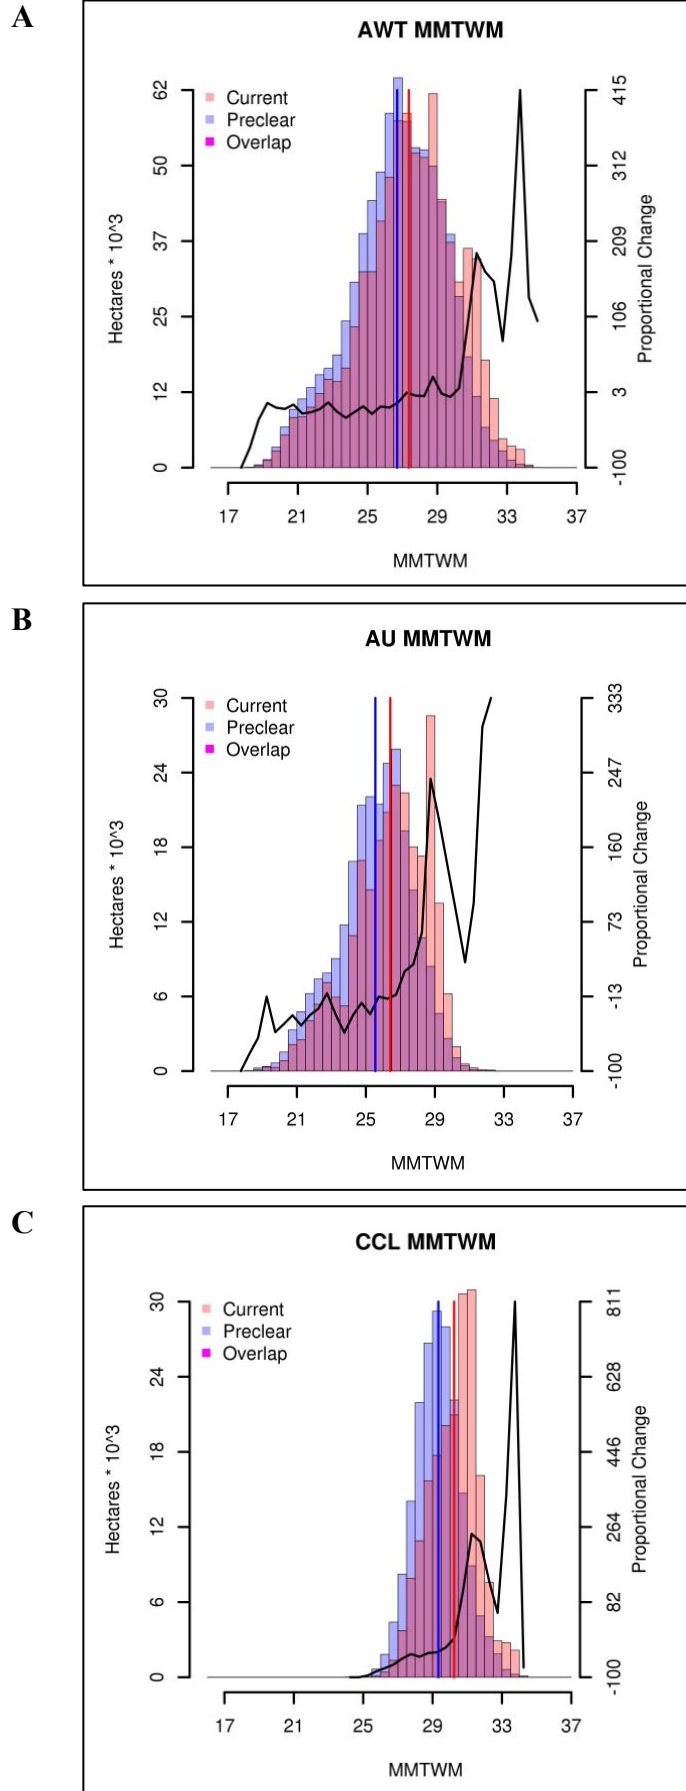 A
AWT MMTWM
Current
Preclear
Overlap
Hectares * 10^3
0 12 25 37 50 62
Proportional Change
-100 3 106 209 312 415
17 21 25 29 33 37
MMTWM
B
AU MMTWM
Current
Preclear
Overlap
Hectares * 10^3
0 6 12 18 24 30
Proportional Change
-100 -13 73 160 247 333
17 21 25 29 33 37
MMTWM
C
CCL MMTWM
Current
Preclear
Overlap
Hectares * 10^3
0 6 12 18 24 30
Proportional Change
-100 82 264 446 628 811
17 21 25 29 33 37
MMTWM